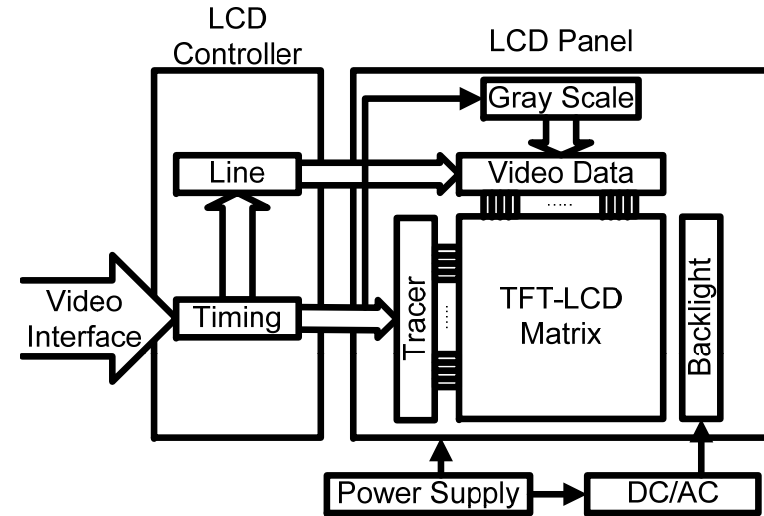 LCD
Controller
LCD Panel
Gray Scale
Line
Video Data
.....
.....
Video
Interface
Timing
Tracer
TFT-LCD
Matrix
Backlight
Power Supply
DC/AC